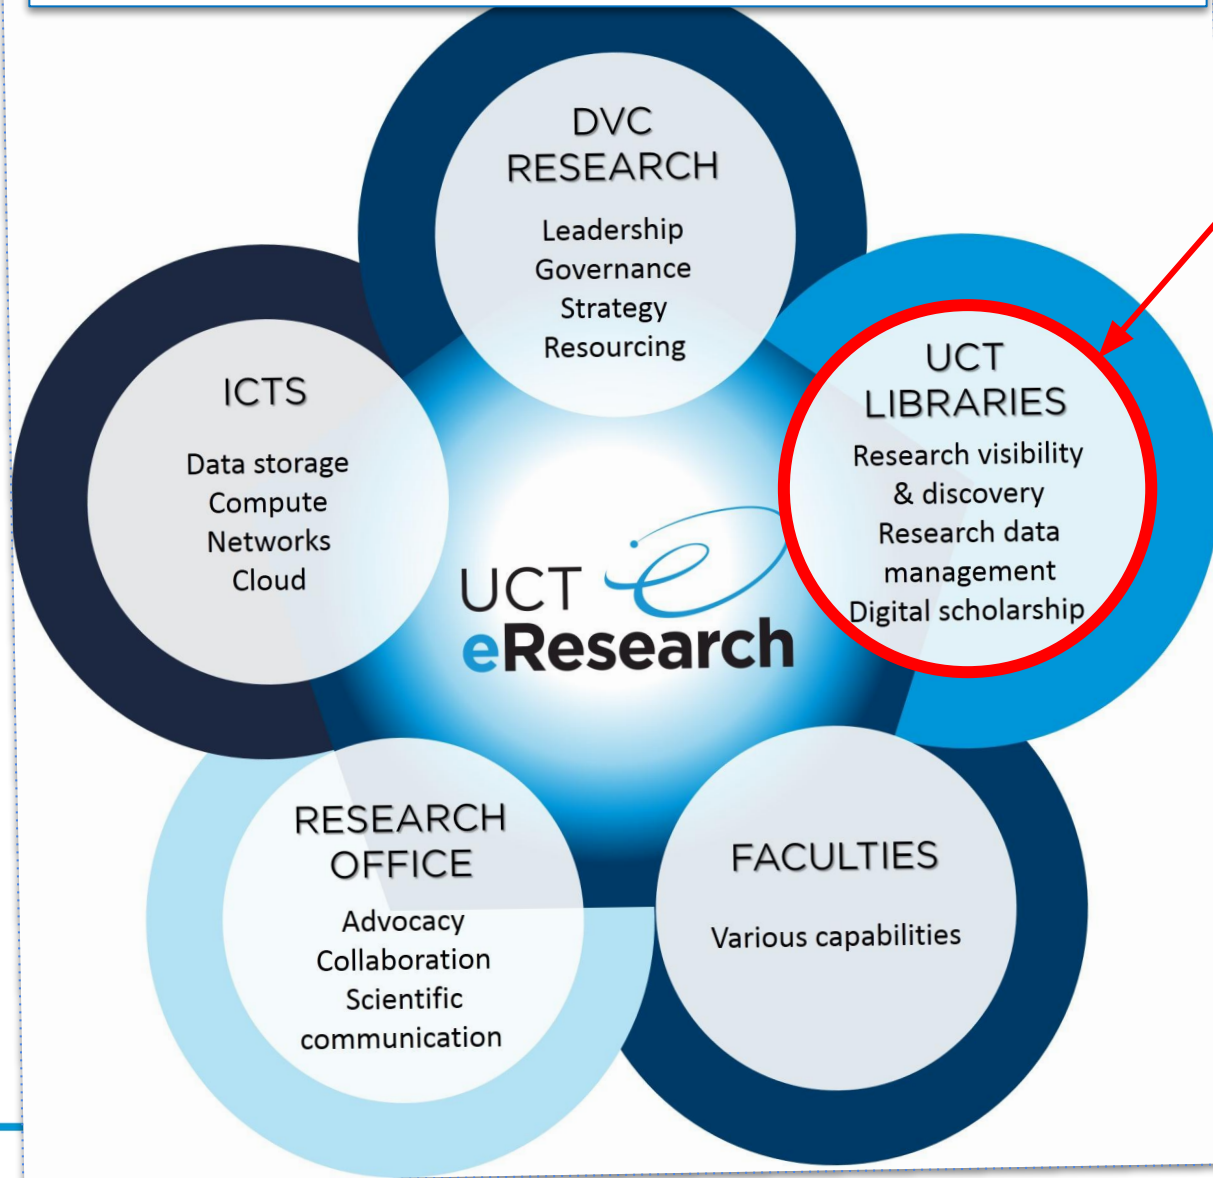 DVC
RESEARCH
Leadership
Governance
Strategy
Resourcing
ICTS
Data storage
Compute
Networks
Cloud
UCT
LIBRARIES
Research visibility
& discovery
Research data
management
Digital scholarship
UCT
eResearch
RESEARCH
OFFICE
Advocacy
Collaboration
Scientific
communication
FACULTIES
Various capabilities